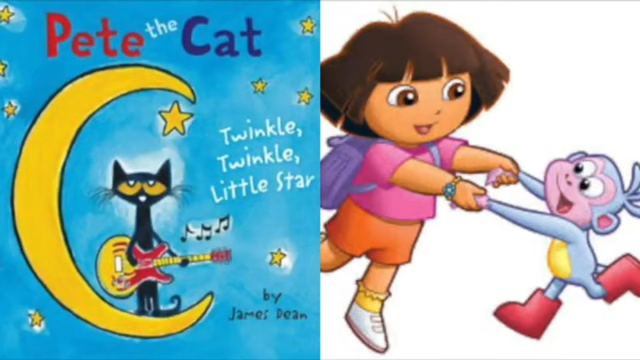 Pete the Cat
Twinkle,
Twinkle,
Little Star
by
James Dean